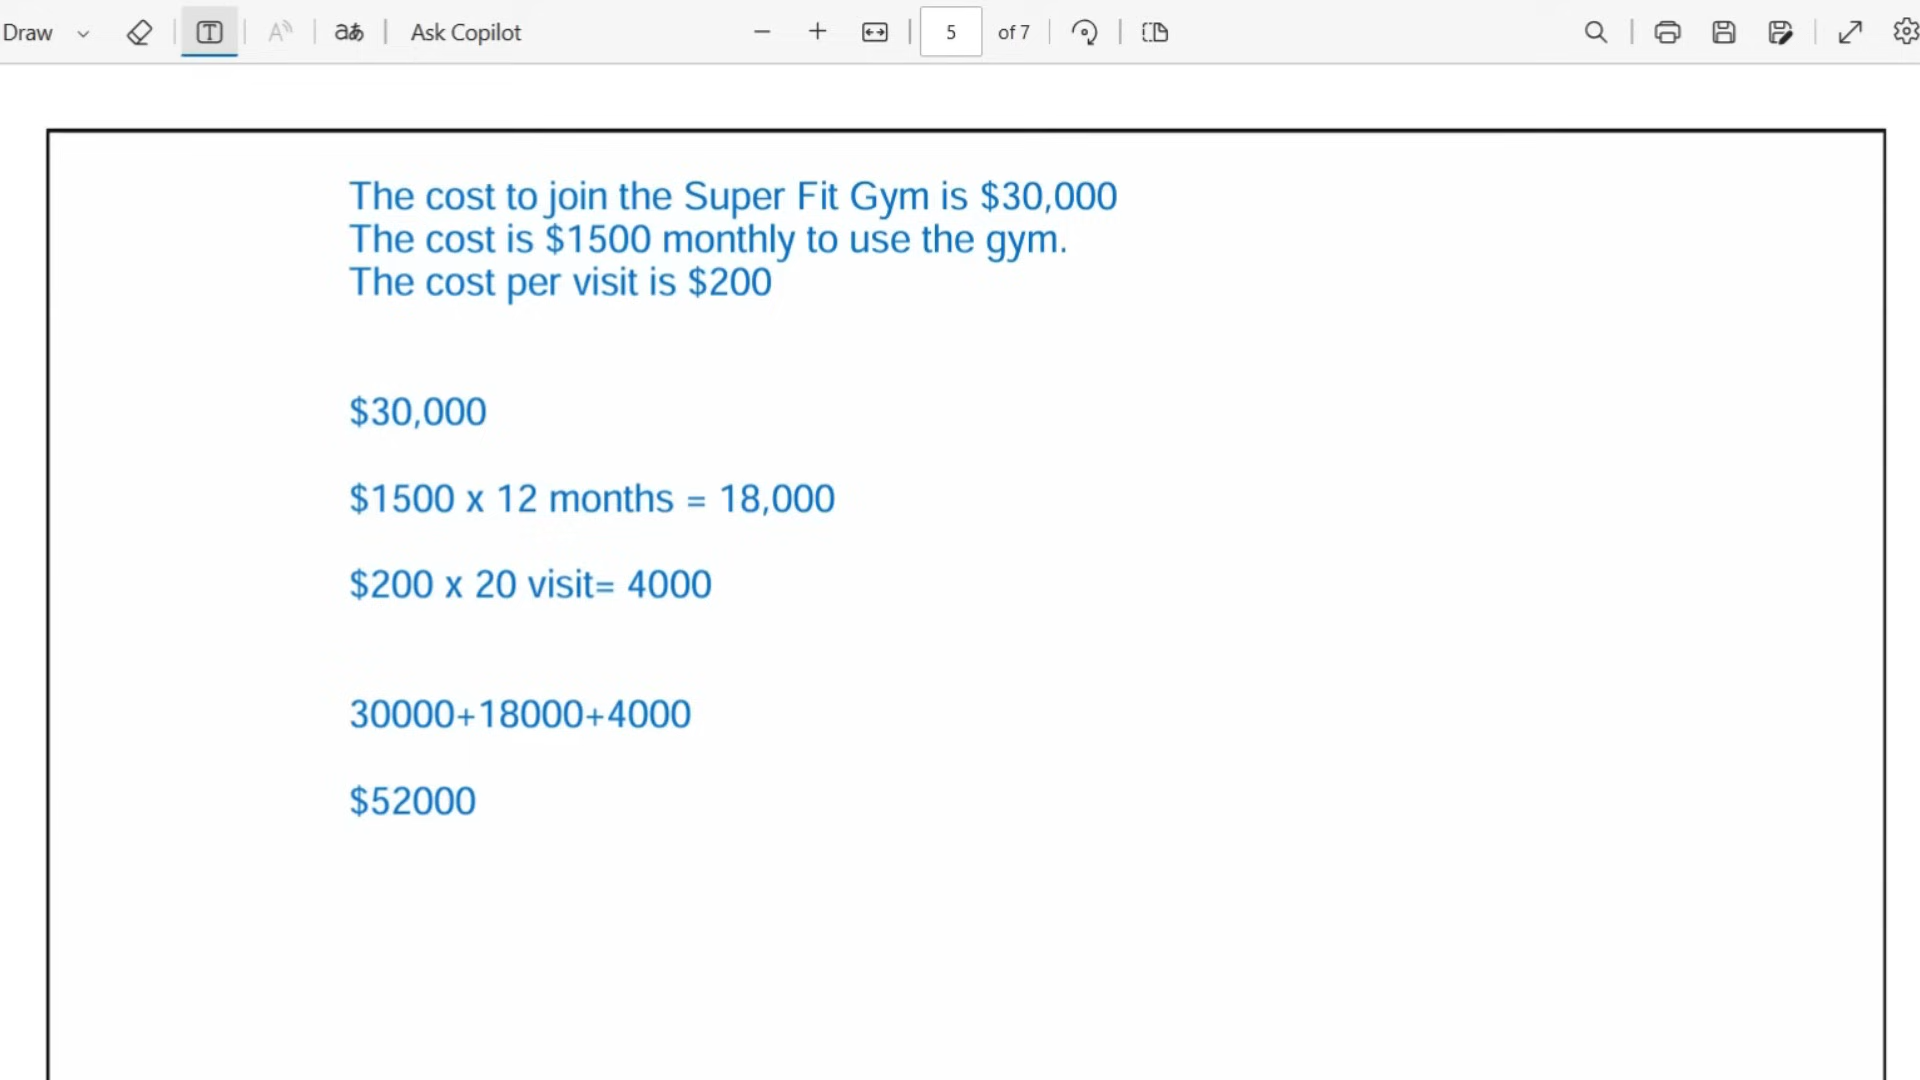 Draw
aあ
Ask Copilot
5 of 7
The cost to join the Super Fit Gym is $30,000
The cost is $1500 monthly to use the gym.
The cost per visit is $200
$30,000
$1500 x 12 months = 18,000
$200 x 20 visit= 4000
30000+18000+4000
$52000